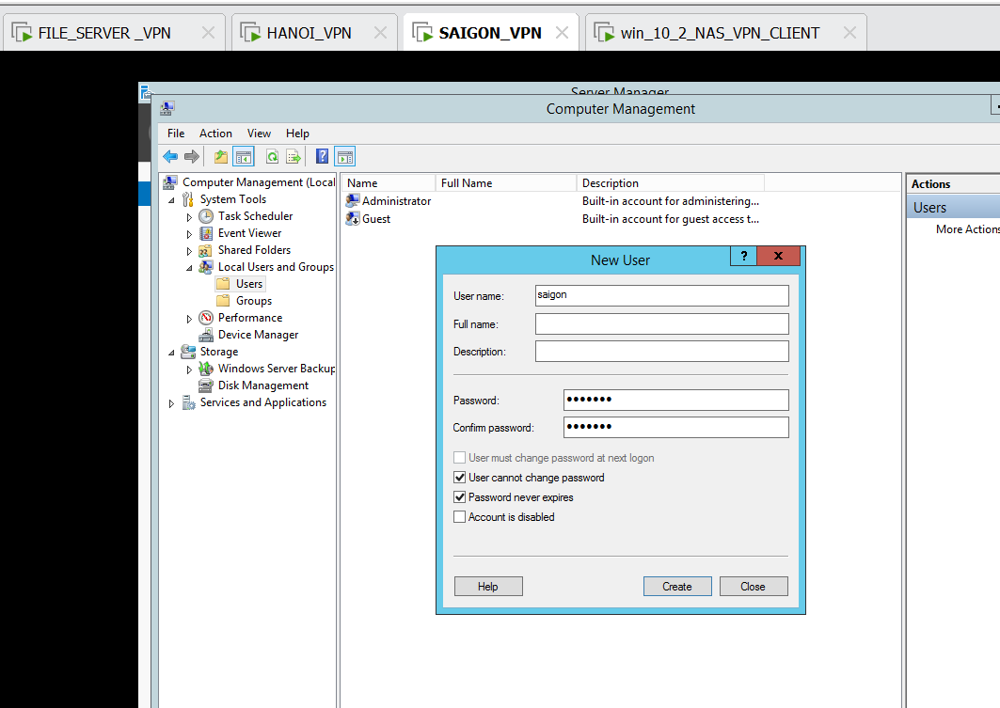 FILE_SERVER _VPN
HANOI_VPN
SAIGON_VPN
win_10_2_NAS_VPN_CLIENT
Server Manager
Computer Management
File Action View Help
Computer Management (Local
System Tools
Task Scheduler
Event Viewer
Shared Folders
Local Users and Groups
Users
Groups
Performance
Device Manager
Storage
Windows Server Backup
Disk Management
Services and Applications
Name Full Name Description
Administrator Built-in account for administering...
Guest Built-in account for guest access t...
Actions
Users
More Actions
New User
?
User name: saigon
Full name:
Description:
Password: •••••••
Confirm password: •••••••
User must change password at next logon
User cannot change password
Password never expires
Account is disabled
Help Create Close